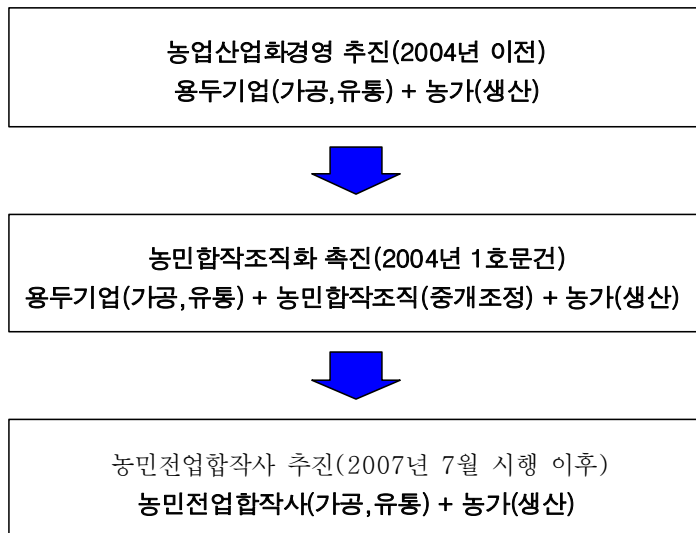 농업산업화경영 추진(2004년 이전)
용두기업(가공,유통) + 농가(생산)
농민합작조직화 촉진(2004년 1호문건)
용두기업(가공,유통) + 농민합작조직(중개조정) + 농가(생산)
농민전업합작사 추진(2007년 7월 시행 이후)
농민전업합작사(가공,유통) + 농가(생산)